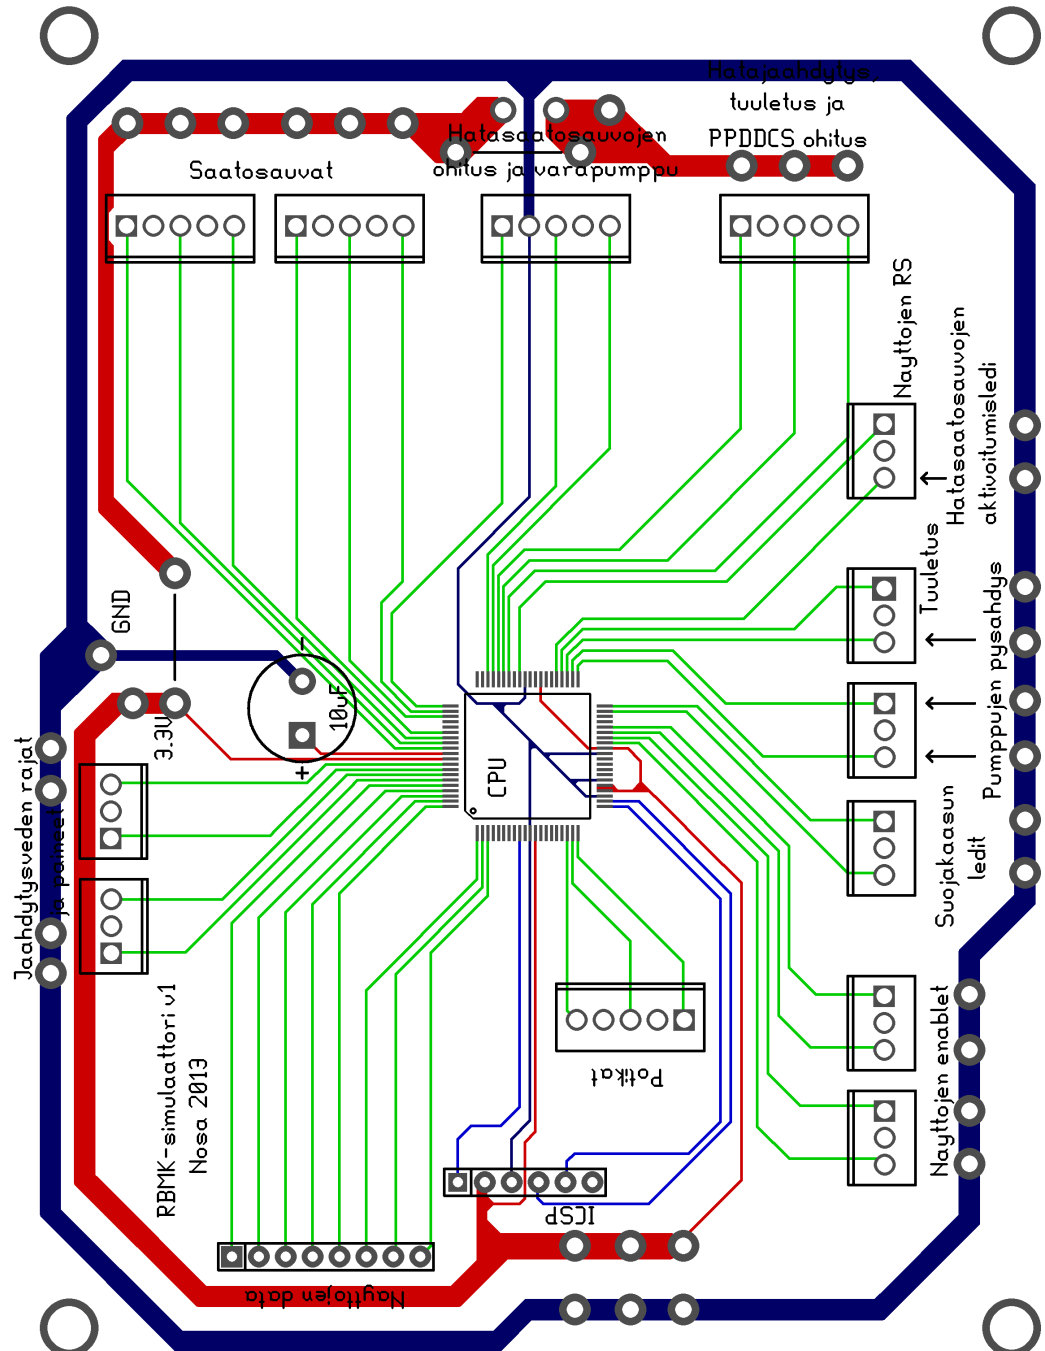 Hatajaahdytys,
tuuletus ja
PPDDCS ohitus
Hatasaatosauvojen
ohitus ja varapumppu
Saatosauvat
Nayttojen RS
Hatasaatosauvojen
aktivoitumisledi
Tuuletus
Pumppujen pysahdys
GND
-
10uF
+
3.3V
CPU
Jaahdytysveden rajat
ja paineet
Suojakaasun
ledit
RBMK-simulaattori v1
Nosa 2013
Potikat
Nayttojen enablet
ICSP
Nayttojen data